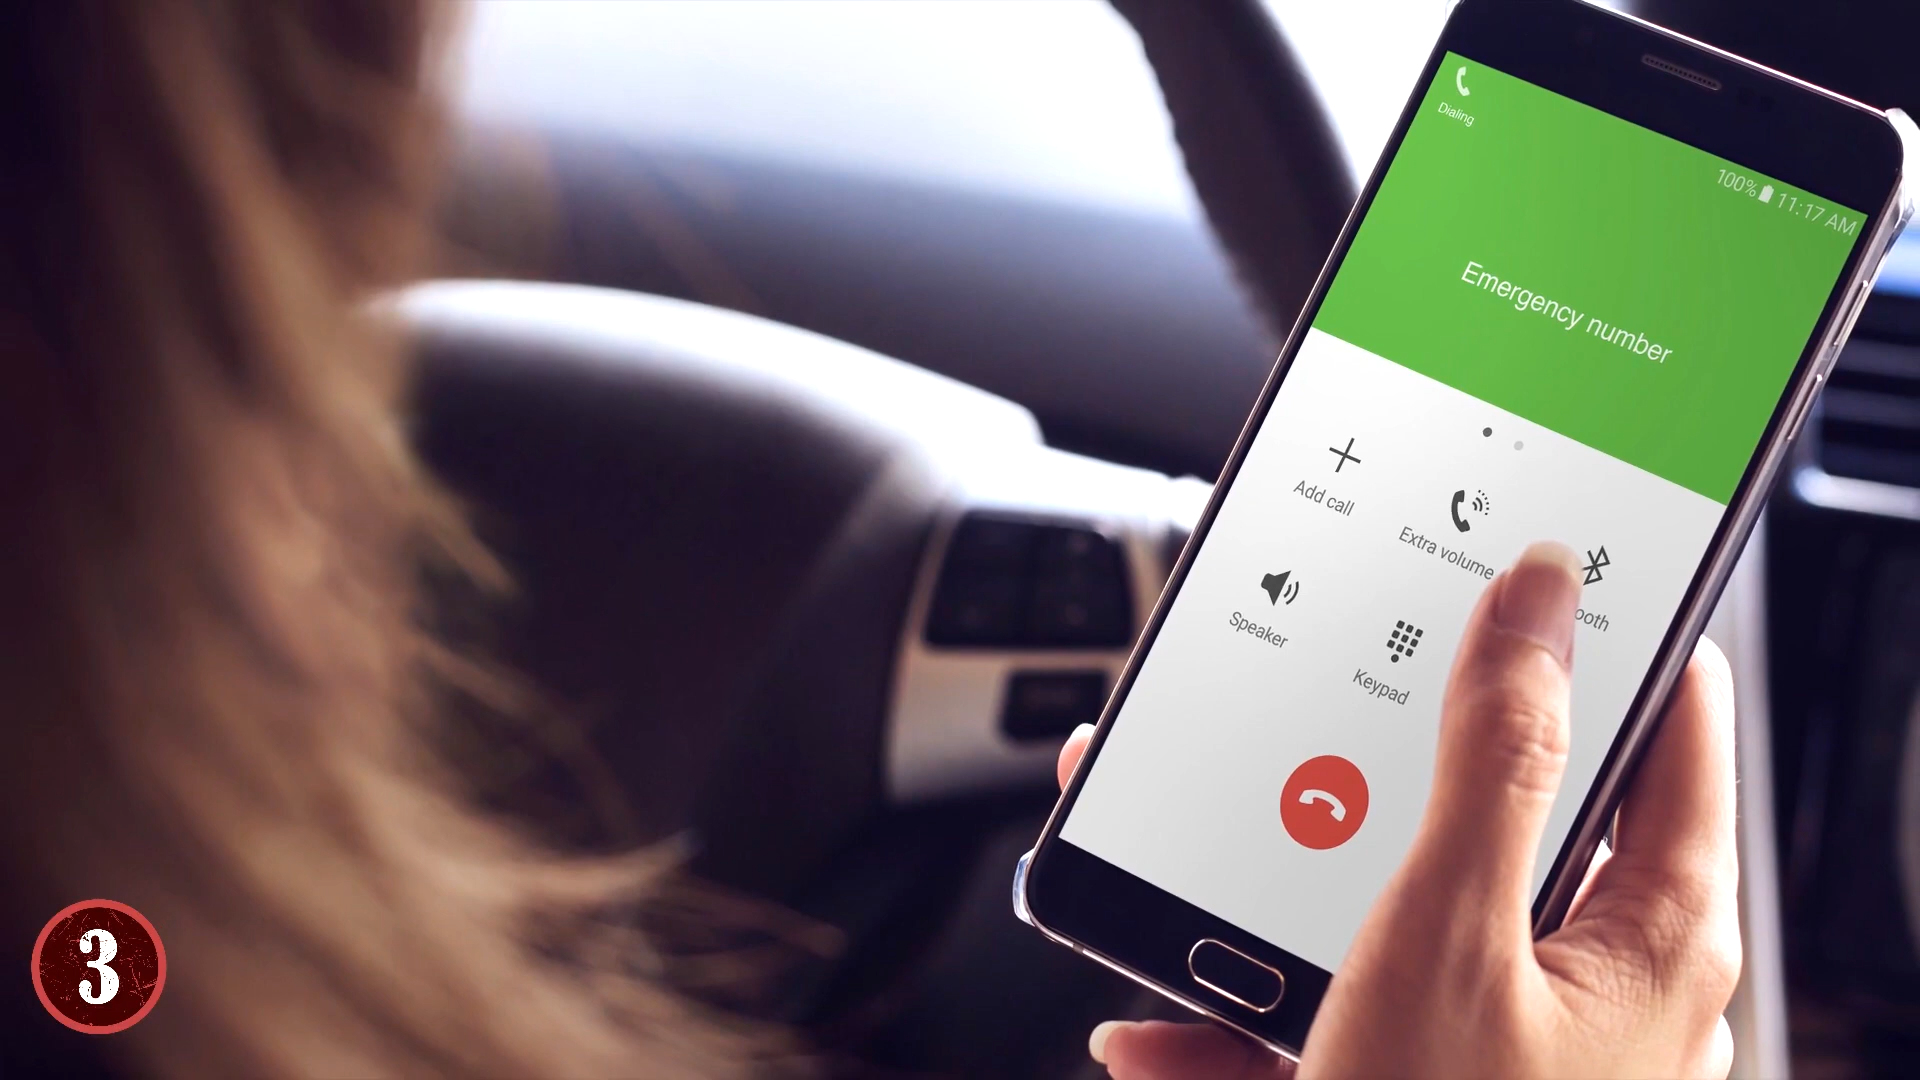 Dialing
100% 11:17 AM
Emergency number
Add call
Extra volume
ooth
Speaker
Keypad
3